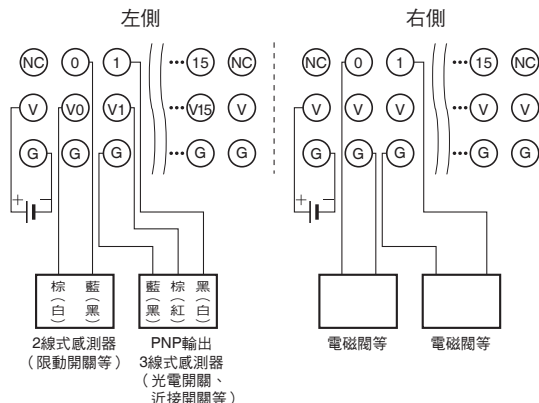 左側
右側
NC 0 1 ···15 NC
V V0 V1 ···V15 V
G G G ···G G
+ −
NC 0 1 ···15 NC
V V V ···V V
G G G ···G G
+ −
棕(白)
藍(黑)
藍(黑)
棕(紅)
黑(白)
2線式感測器
(限動開關等)
PNP輸出
3線式感測器
(光電開關、
近接開關等)
電磁閥等
電磁閥等